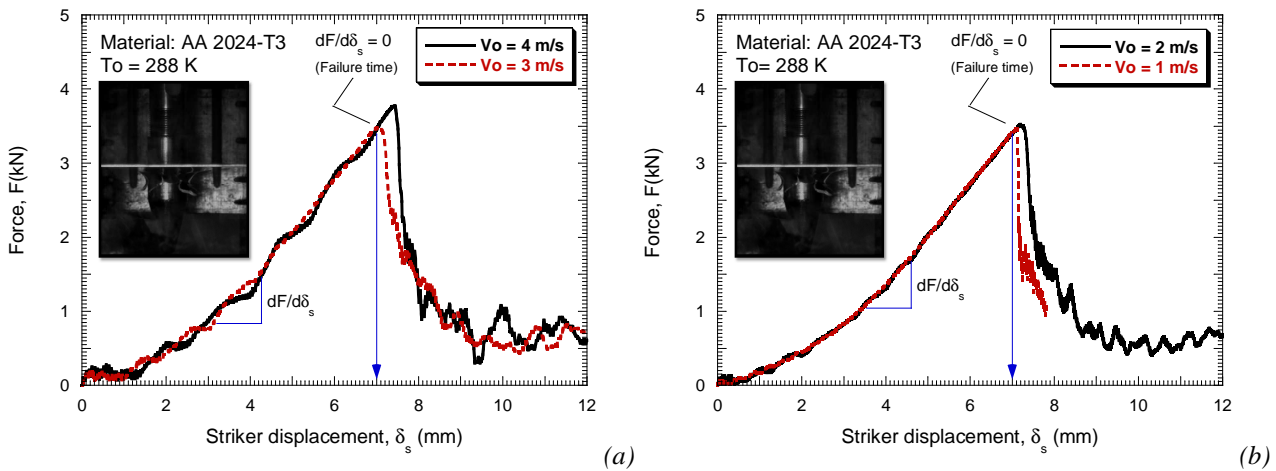 Material: AA 2024-T3
To = 288 K
dF/dδs = 0
(Failure time)
Vo = 4 m/s
Vo = 3 m/s
dF/dδs
Force, F(kN)
5
4
3
2
1
0
0 2 4 6 8 10 12
Striker displacement, δs (mm)
(a)
Material: AA 2024-T3
To= 288 K
dF/dδs = 0
(Failure time)
Vo = 2 m/s
Vo = 1 m/s
dF/dδs
Force, F(kN)
5
4
3
2
1
0
0 2 4 6 8 10 12
Striker displacement, δs (mm)
(b)